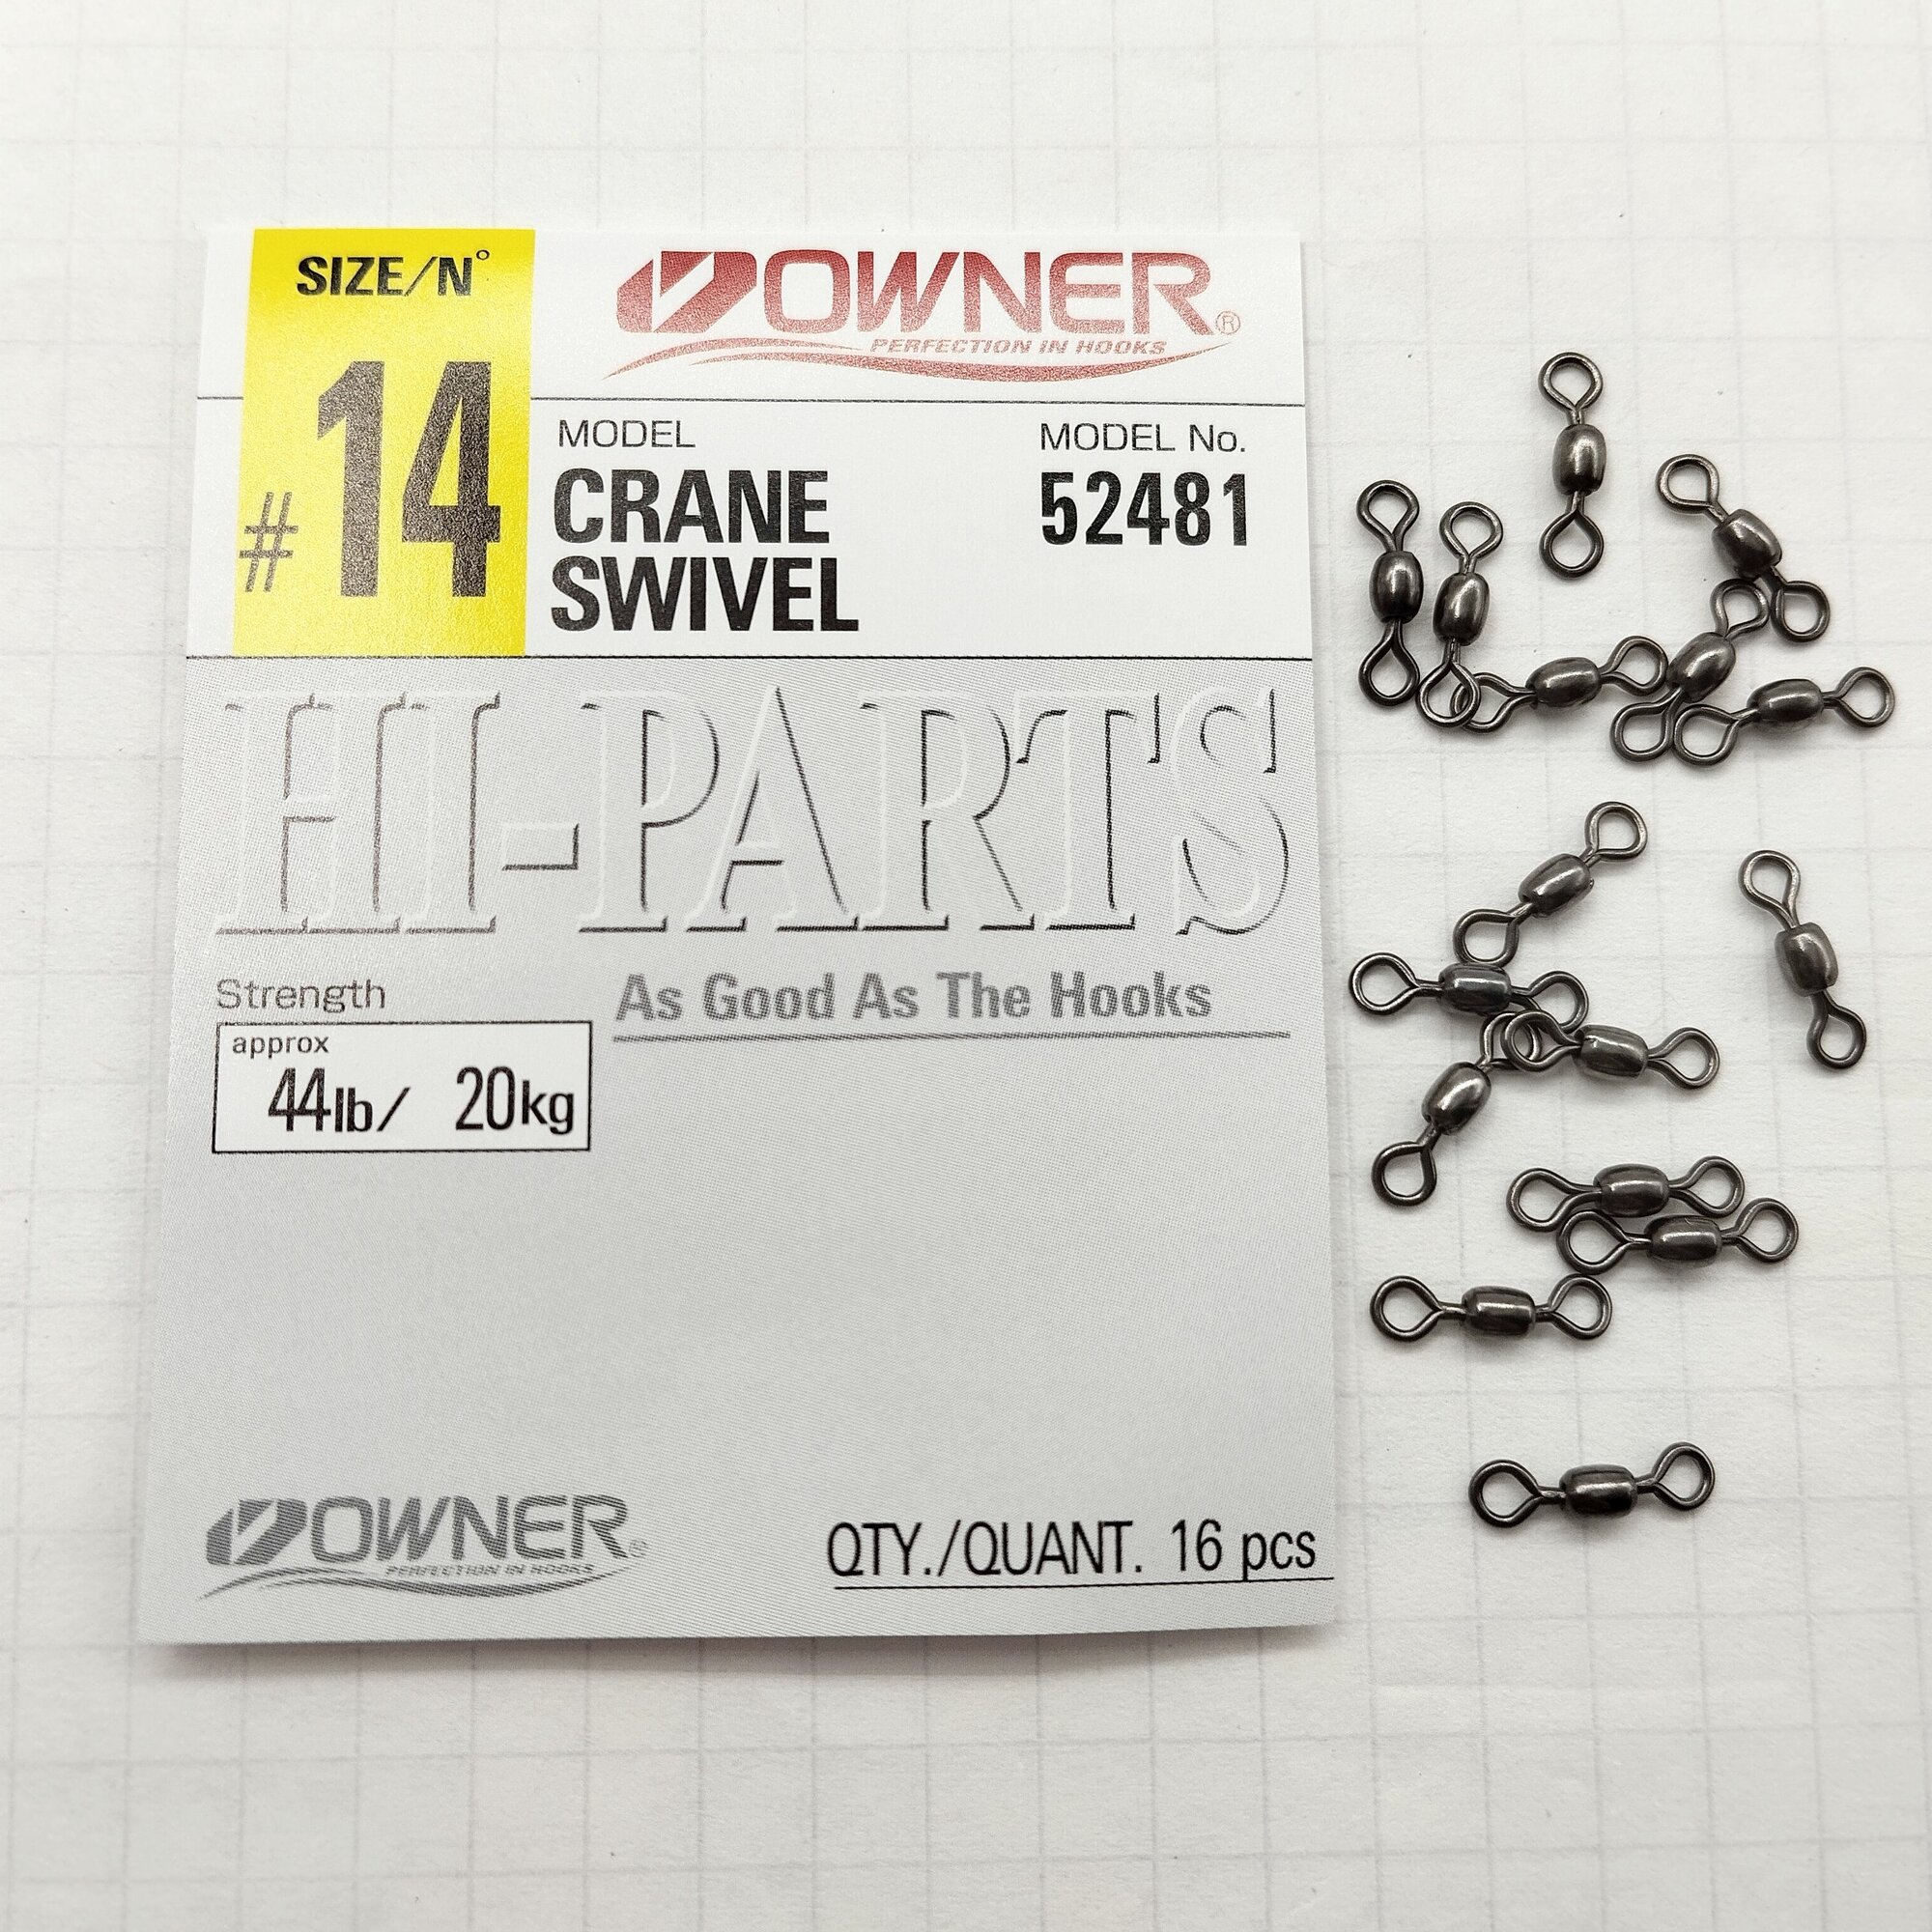 SIZE/N°
#14
OWNER®
PERFECTION IN HOOKS
MODEL
CRANE
SWIVEL
MODEL No.
52481
HI-PARTS
As Good As The Hooks
Strength
approx
44lb/ 20kg
OWNER®
PERFECTION IN HOOKS
QTY./QUANT. 16 pcs